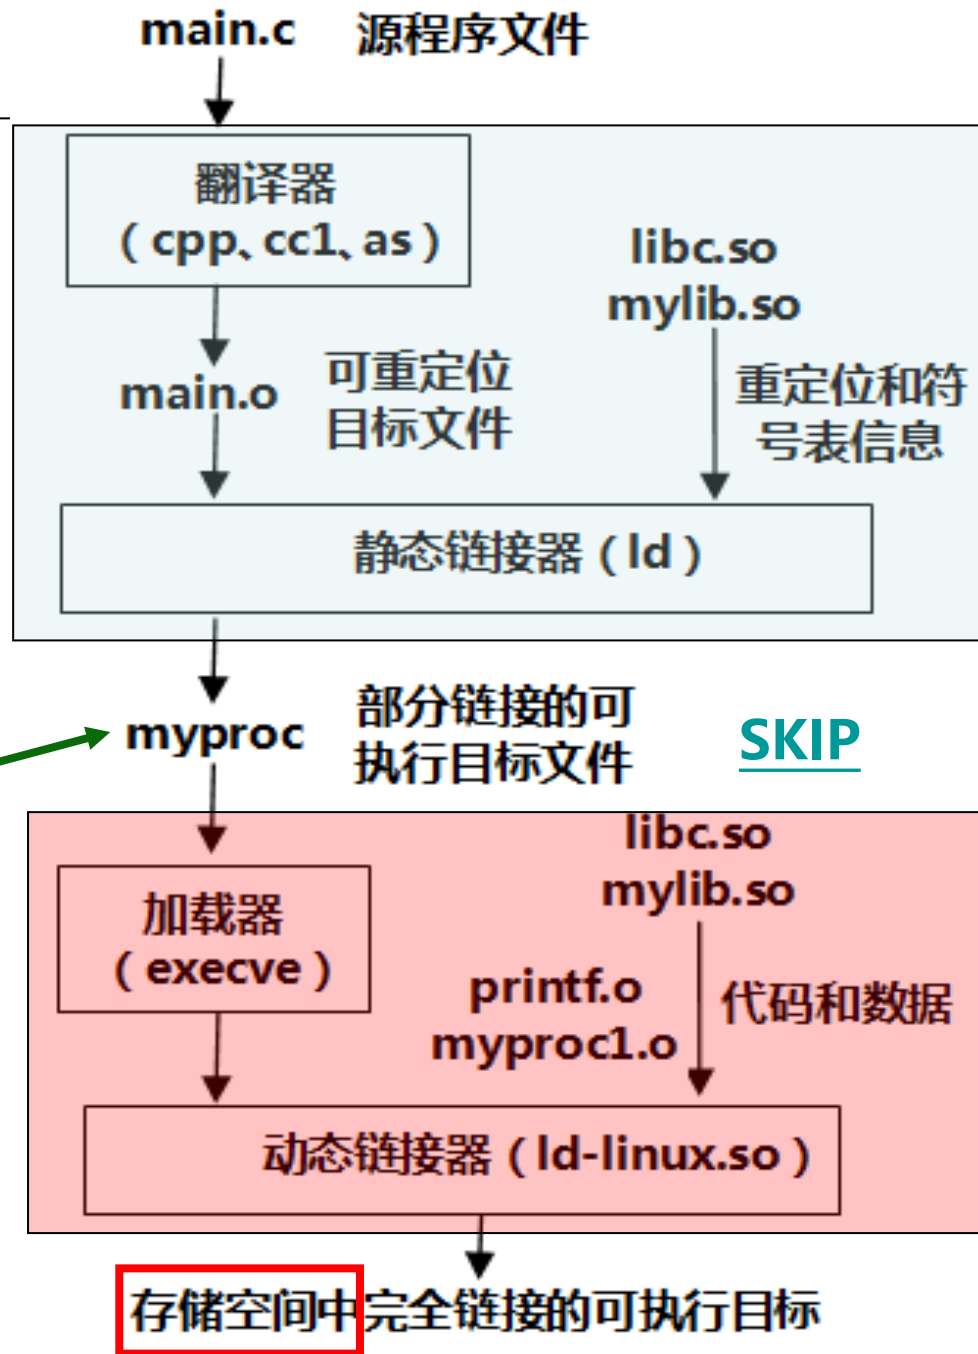 main.c 源程序文件
翻译器
（cpp、cc1、as）
libc.so
mylib.so
main.o
可重定位
目标文件
重定位和符
号表信息
静态链接器（ld）
myproc
部分链接的可
执行目标文件
SKIP
libc.so
mylib.so
加载器
（execve）
printf.o
myproc1.o
代码和数据
动态链接器（ld-linux.so）
存储空间中完全链接的可执行目标